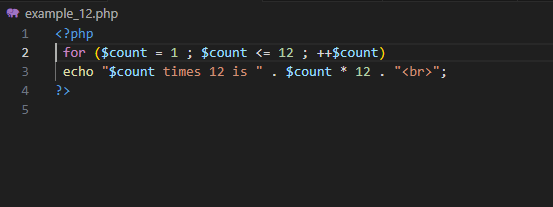 example_12.php
1 <?php
2 for ($count = 1 ; $count <= 12 ; ++$count)
3 echo "$count times 12 is " . $count * 12 . "<br>";
4 ?>
5